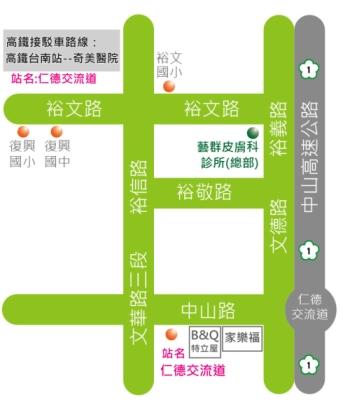 高鐵接駁車路線：
高鐵台南站--奇美醫院
站名:仁德交流道
裕文
國小
1
裕文路
裕文路
裕義路
中山高速公路
復興
國小
復興
國中
藝群皮膚科
診所(總部)
裕信路
裕敬路
文德路
1
文華路三段
中山路
仁德
交流道
站名
仁德交流道
B&Q
特立屋
家樂福
1